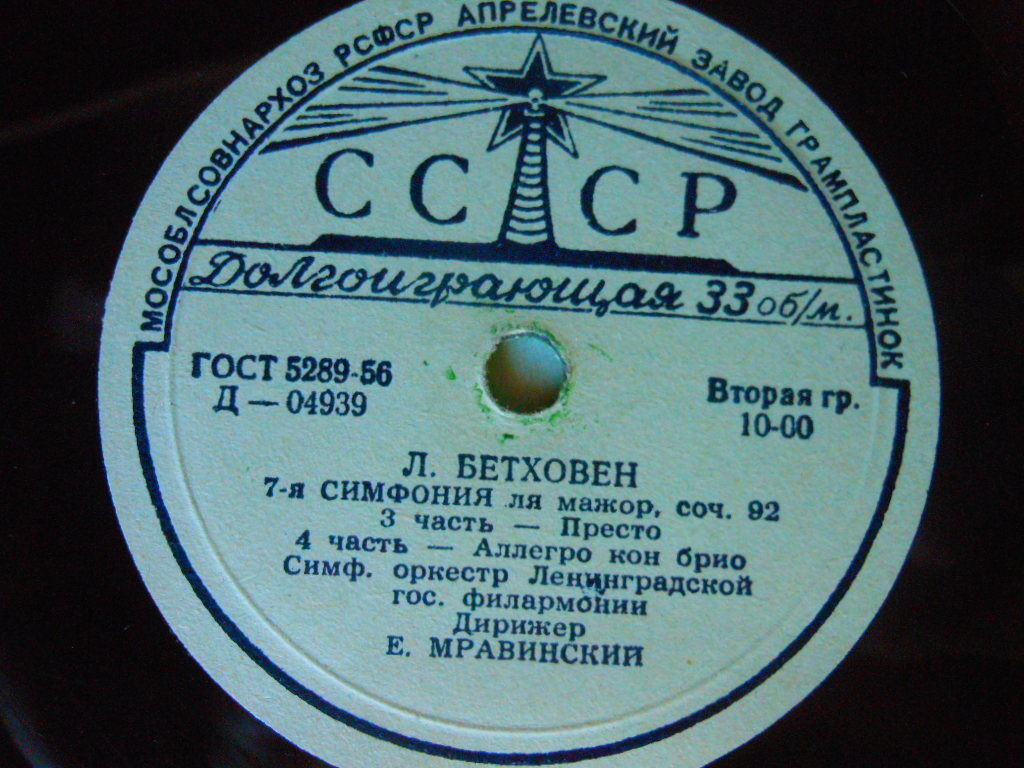 МОСОБЛСОВНАРХОЗ РСФСР АПРЕЛЕВСКИЙ ЗАВОД ГРАМПЛАСТИНОК
СССР
Долгоиграющая 33 об/м.
ГОСТ 5289-56
Д — 04939
Вторая гр.
10-00
Л. БЕТХОВЕН
7-я СИМФОНИЯ ля мажор, соч. 92
3 часть — Престо
4 часть — Аллегро кон брио
Симф. оркестр Ленинградской
гос. филармонии
Дирижер
Е. МРАВИНСКИЙ